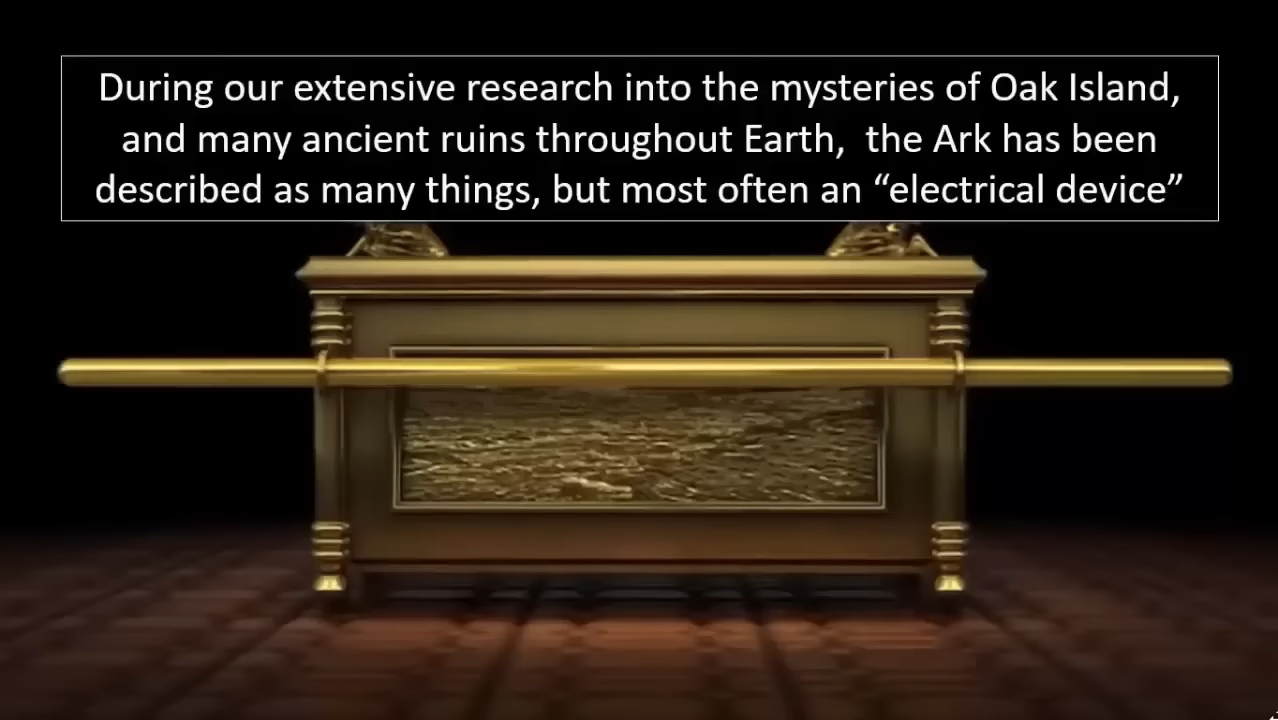 During our extensive research into the mysteries of Oak Island,
and many ancient ruins throughout Earth,  the Ark has been
described as many things, but most often an “electrical device”